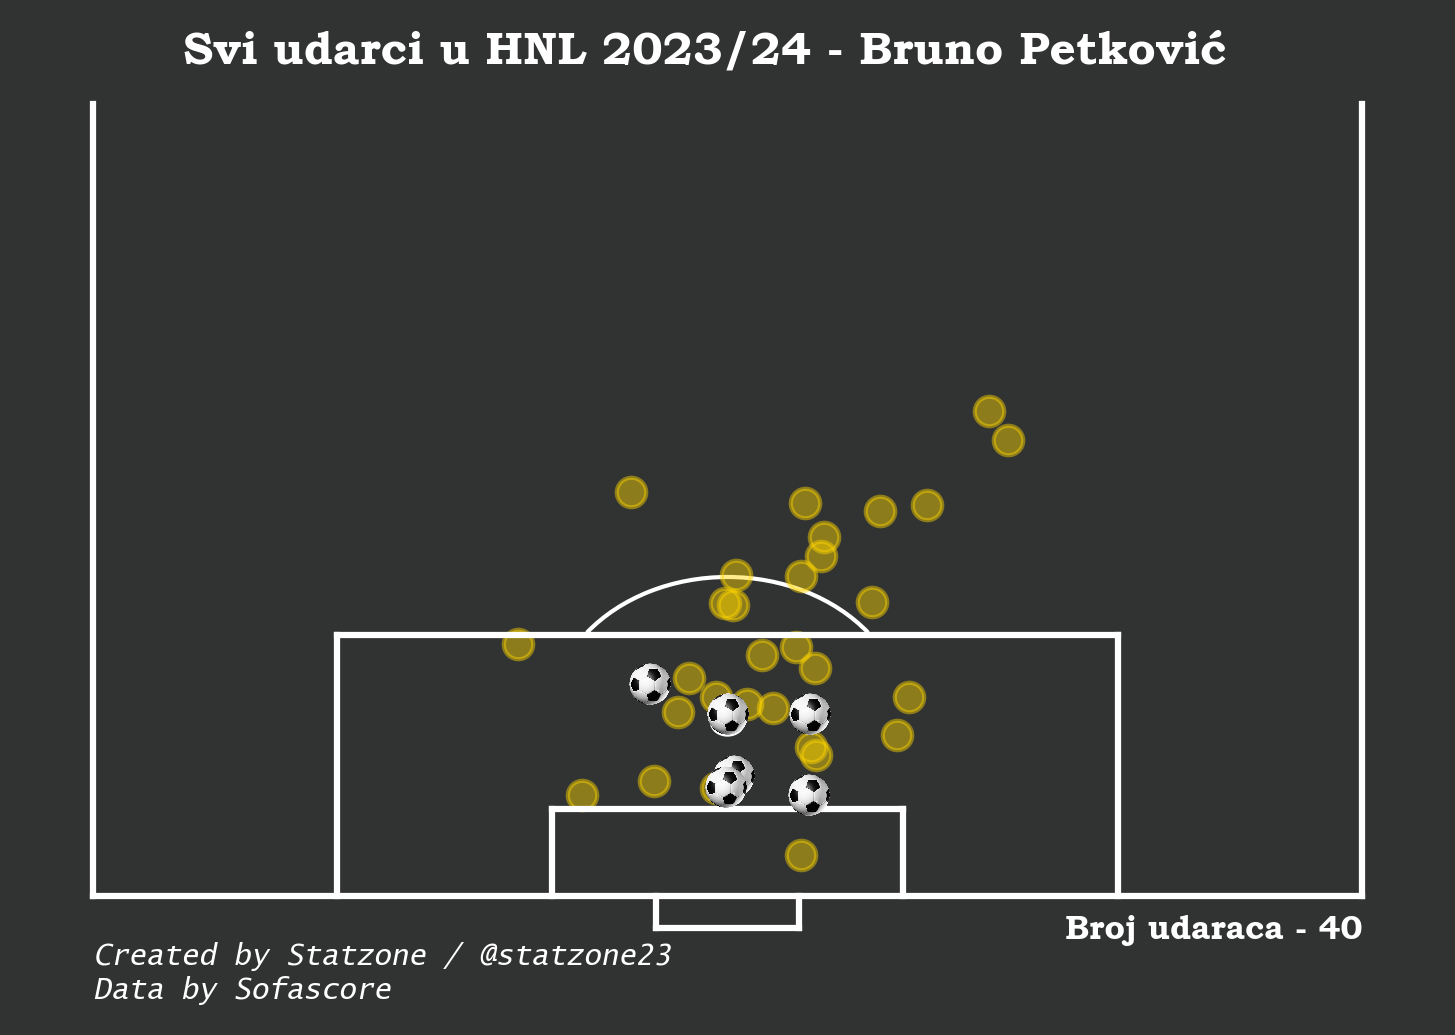 Svi udarci u HNL 2023/24 - Bruno Petković
Broj udaraca - 40
Created by Statzone / @statzone23
Data by Sofascore